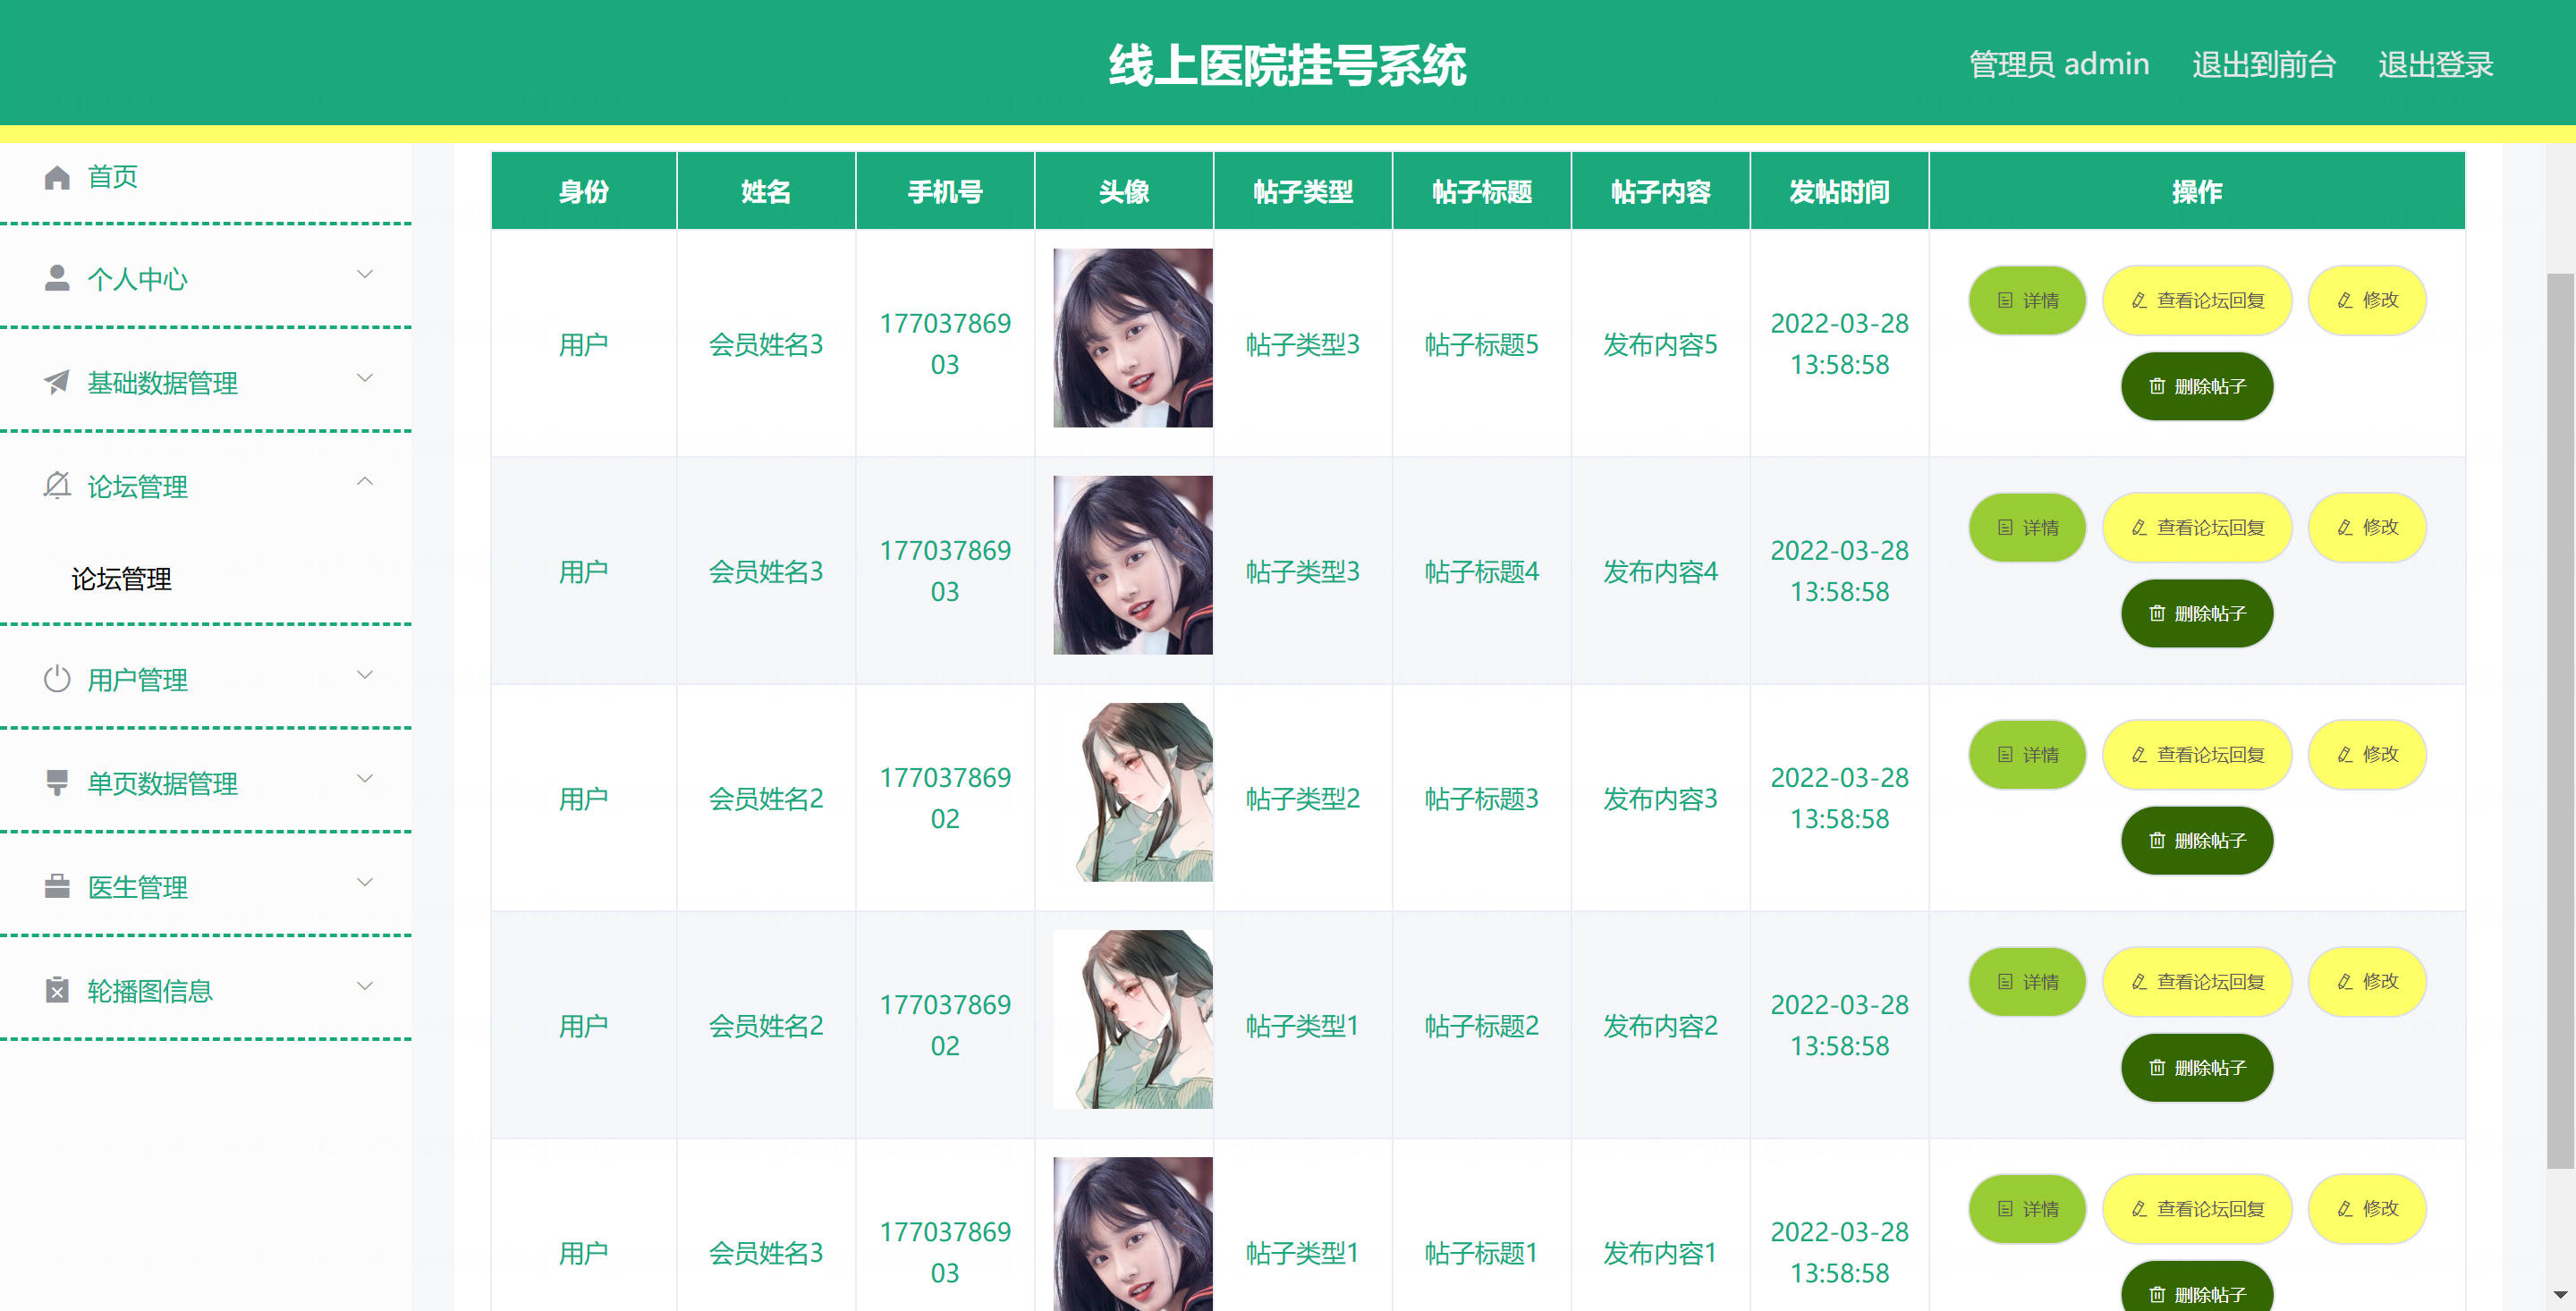 线上医院挂号系统
管理员 admin 退出到前台 退出登录
首页
个人中心
基础数据管理
论坛管理
论坛管理
用户管理
单页数据管理
医生管理
轮播图信息
身份 姓名 手机号 头像 帖子类型 帖子标题 帖子内容 发帖时间 操作
用户 会员姓名3 17703786903 帖子类型3 帖子标题5 发布内容5 2022-03-28 13:58:58 详情 查看论坛回复 修改 删除帖子
用户 会员姓名3 17703786903 帖子类型3 帖子标题4 发布内容4 2022-03-28 13:58:58 详情 查看论坛回复 修改 删除帖子
用户 会员姓名2 17703786902 帖子类型2 帖子标题3 发布内容3 2022-03-28 13:58:58 详情 查看论坛回复 修改 删除帖子
用户 会员姓名2 17703786902 帖子类型1 帖子标题2 发布内容2 2022-03-28 13:58:58 详情 查看论坛回复 修改 删除帖子
用户 会员姓名3 17703786903 帖子类型1 帖子标题1 发布内容1 2022-03-28 13:58:58 详情 查看论坛回复 修改 删除帖子